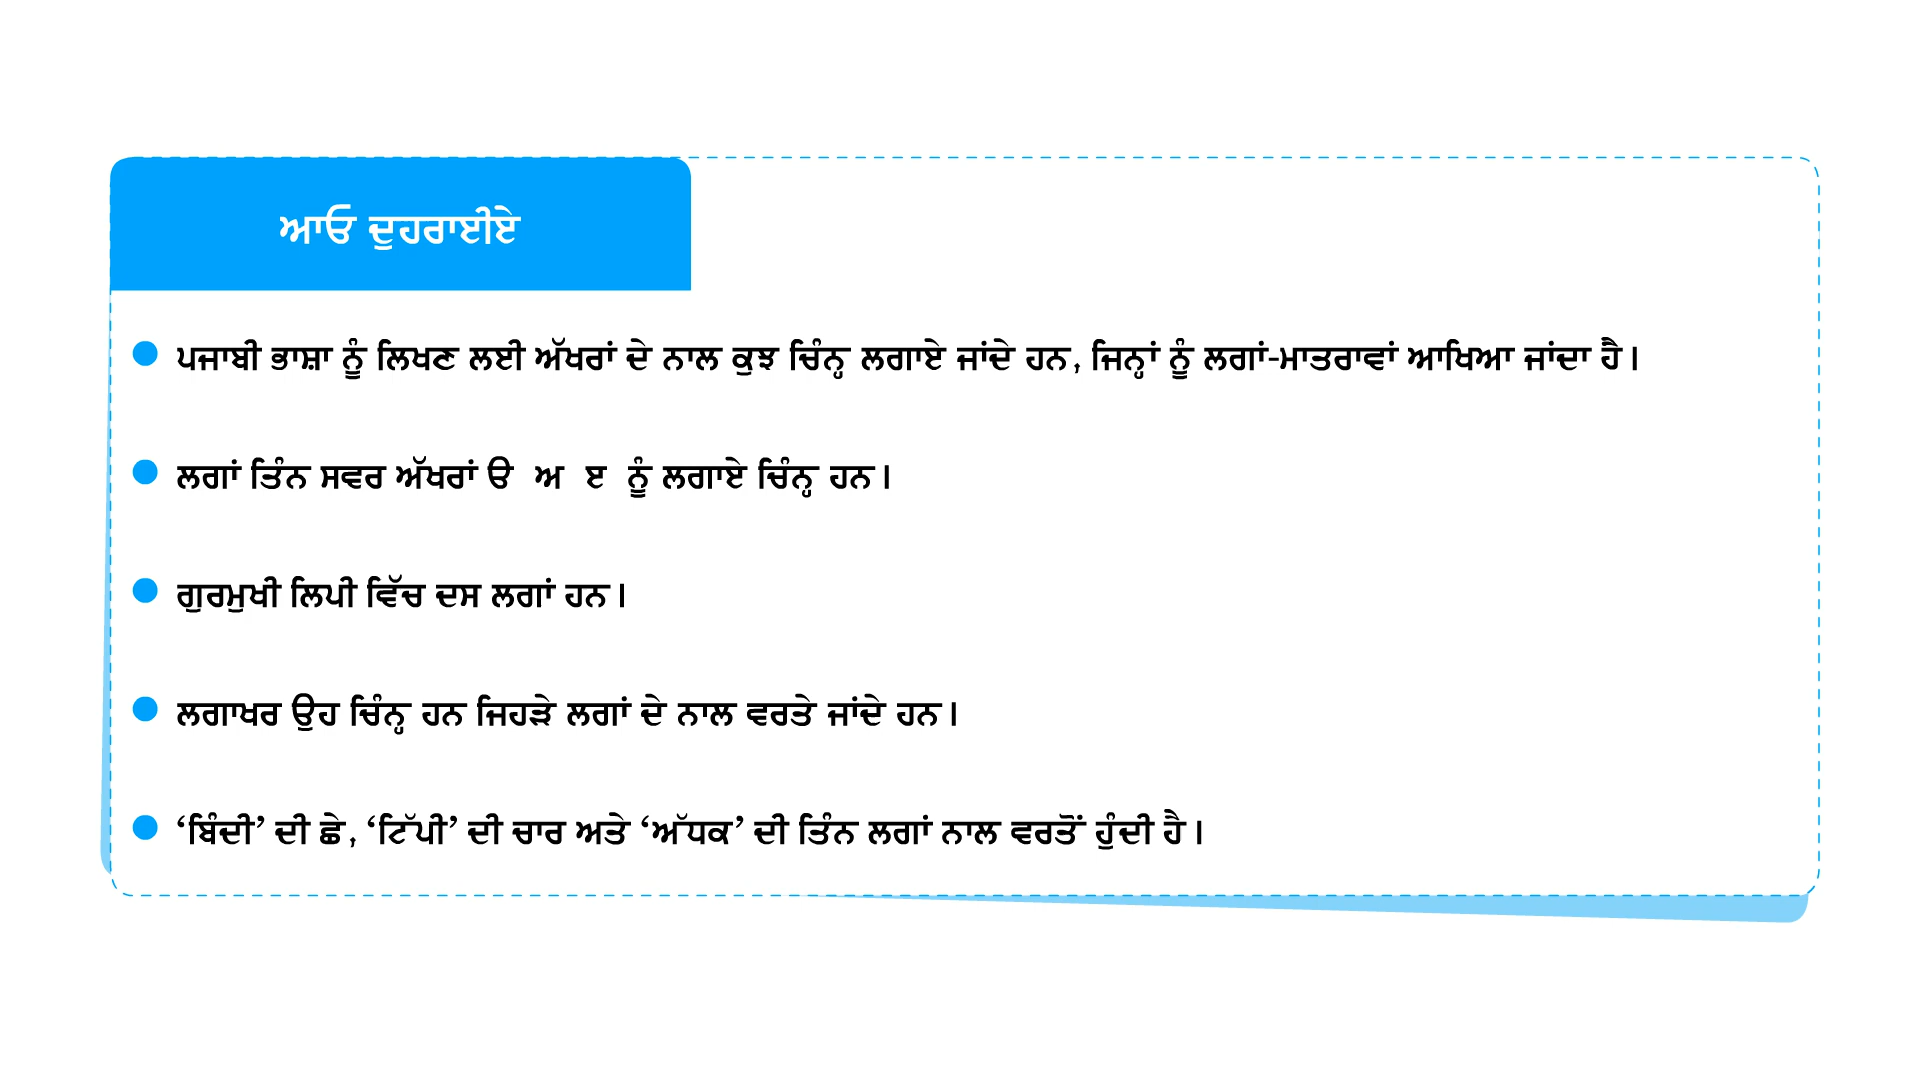 ਆਓ ਦੁਹਰਾਈਏ
ਪਜਾਬੀ ਭਾਸ਼ਾ ਨੂੰ ਲਿਖਣ ਲਈ ਅੱਖਰਾਂ ਦੇ ਨਾਲ ਕੁਝ ਚਿੰਨ੍ਹ ਲਗਾਏ ਜਾਂਦੇ ਹਨ, ਜਿਨ੍ਹਾਂ ਨੂੰ ਲਗਾਂ-ਮਾਤਰਾਵਾਂ ਆਖਿਆ ਜਾਂਦਾ ਹੈ।
ਲਗਾਂ ਤਿੰਨ ਸਵਰ ਅੱਖਰਾਂ ੳ ਅ ੲ ਨੂੰ ਲਗਾਏ ਚਿੰਨ੍ਹ ਹਨ।
ਗੁਰਮੁਖੀ ਲਿਪੀ ਵਿੱਚ ਦਸ ਲਗਾਂ ਹਨ।
ਲਗਾਖਰ ਉਹ ਚਿੰਨ੍ਹ ਹਨ ਜਿਹੜੇ ਲਗਾਂ ਦੇ ਨਾਲ ਵਰਤੇ ਜਾਂਦੇ ਹਨ।
‘ਬਿੰਦੀ’ ਦੀ ਛੇ, ‘ਟਿੱਪੀ’ ਦੀ ਚਾਰ ਅਤੇ ‘ਅੱਧਕ’ ਦੀ ਤਿੰਨ ਲਗਾਂ ਨਾਲ ਵਰਤੋਂ ਹੁੰਦੀ ਹੈ।